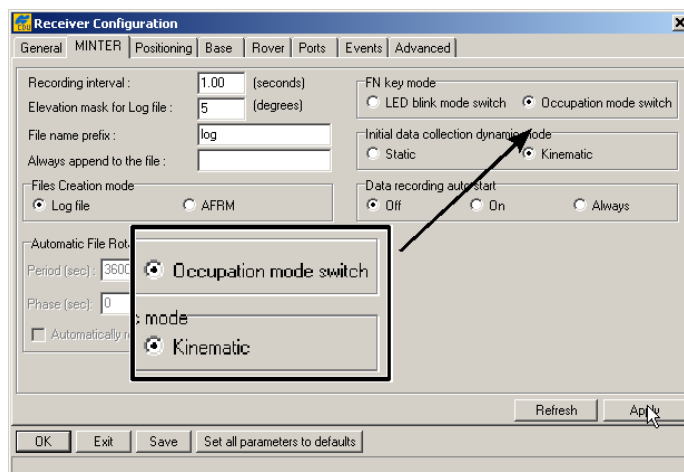 Receiver Configuration
General MINTER Positioning Base Rover Ports Events Advanced
Recording interval : 1.00 (seconds)
Elevation mask for Log file : 5 (degrees)
File name prefix : log
Always append to the file :
Files Creation mode
Log file AFRM
FN key mode
LED blink mode switch Occupation mode switch
Initial data collection dynamic mode
Static Kinematic
Data recording auto start
Off On Always
Automatic File Rot
Period (sec) : 3600
Phase (sec): 0
Automatically r
Occupation mode switch
c mode
Kinematic
Refresh Apply
OK Exit Save Set all parameters to defaults